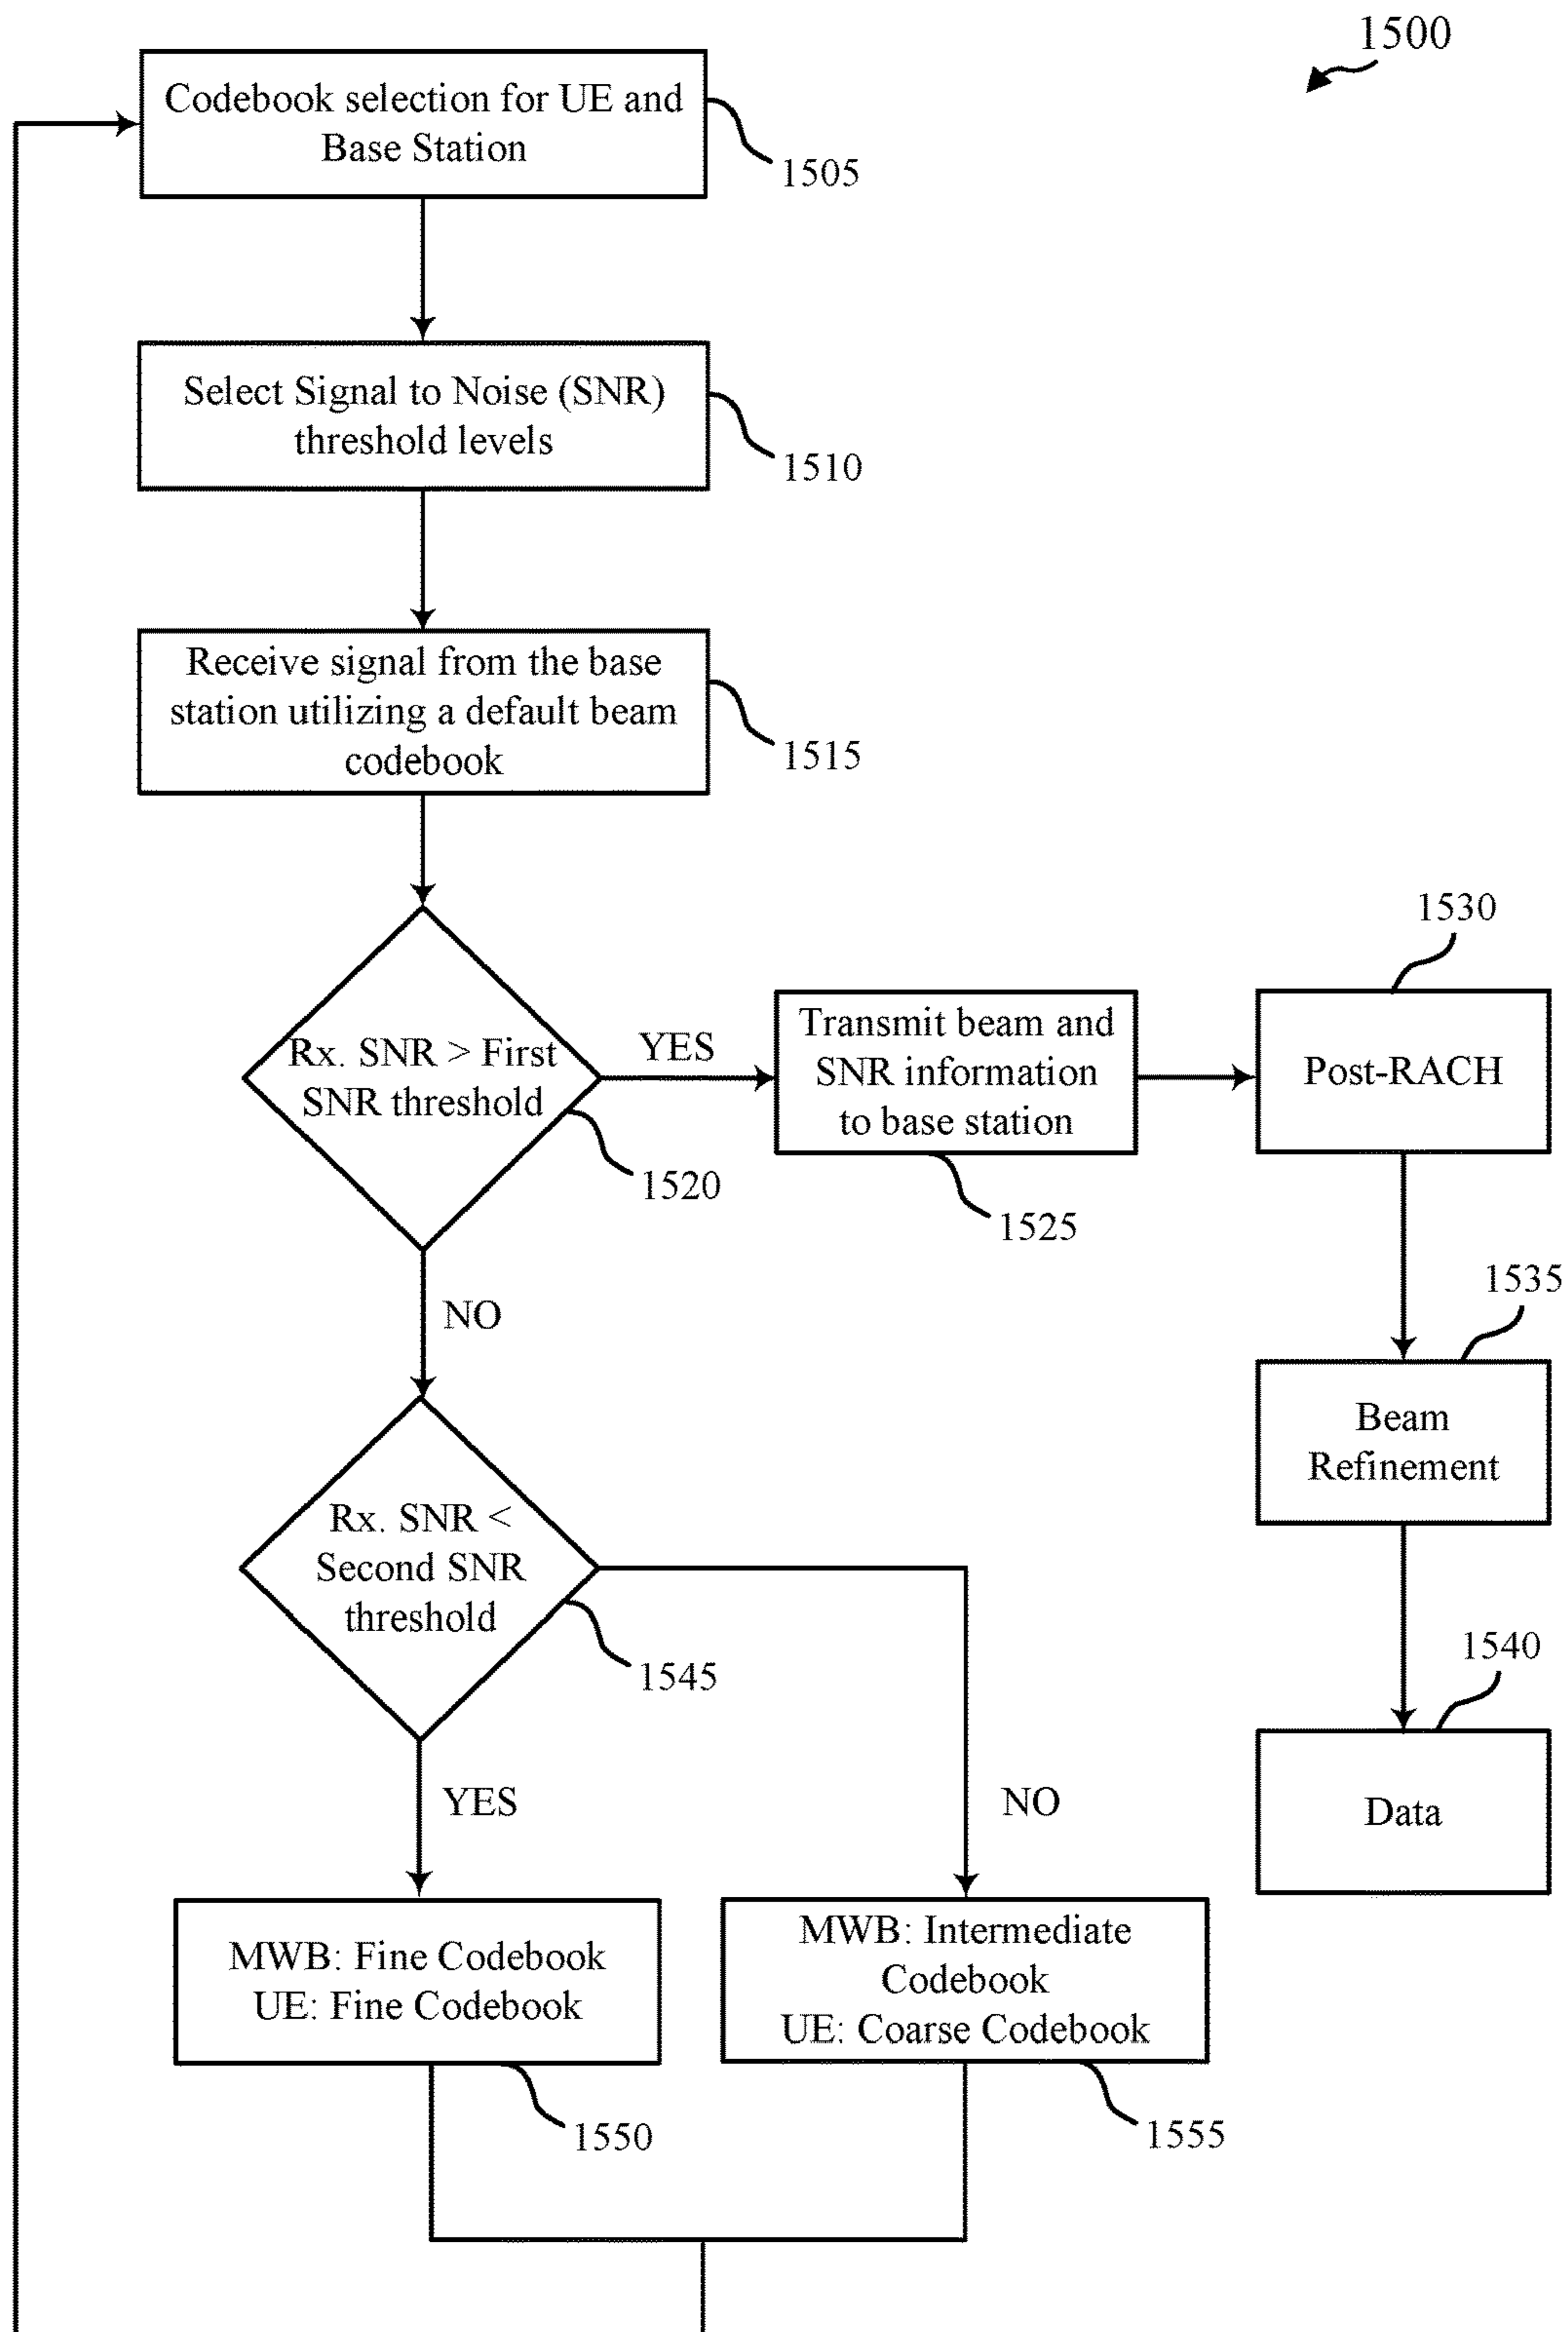 1500
Codebook selection for UE and
Base Station
1505
Select Signal to Noise (SNR)
threshold levels
1510
Receive signal from the base
station utilizing a default beam
codebook
1515
Rx. SNR > First
SNR threshold
1520
YES
Transmit beam and
SNR information
to base station
1525
1530
Post-RACH
NO
1535
Beam
Refinement
Rx. SNR <
Second SNR
threshold
1545
1540
Data
YES
NO
MWB: Fine Codebook
UE: Fine Codebook
1550
MWB: Intermediate
Codebook
UE: Coarse Codebook
1555